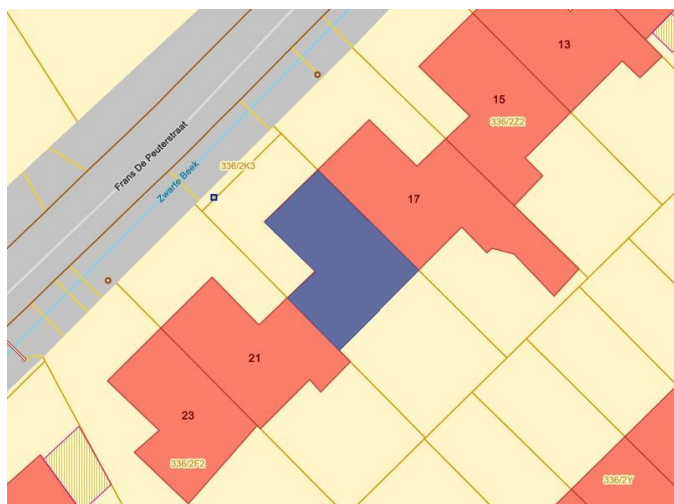 13
15
336/2Z2
Frans De Peuterstraat
Zwarte Beek
336/2K3
17
21
23
336/2F2
336/2Y